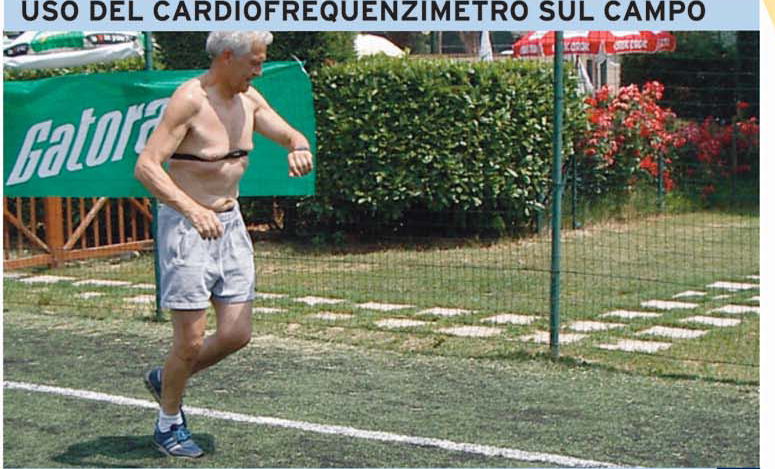 USO DEL CARDIOFREQUENZIMETRO SUL CAMPO
Gatora